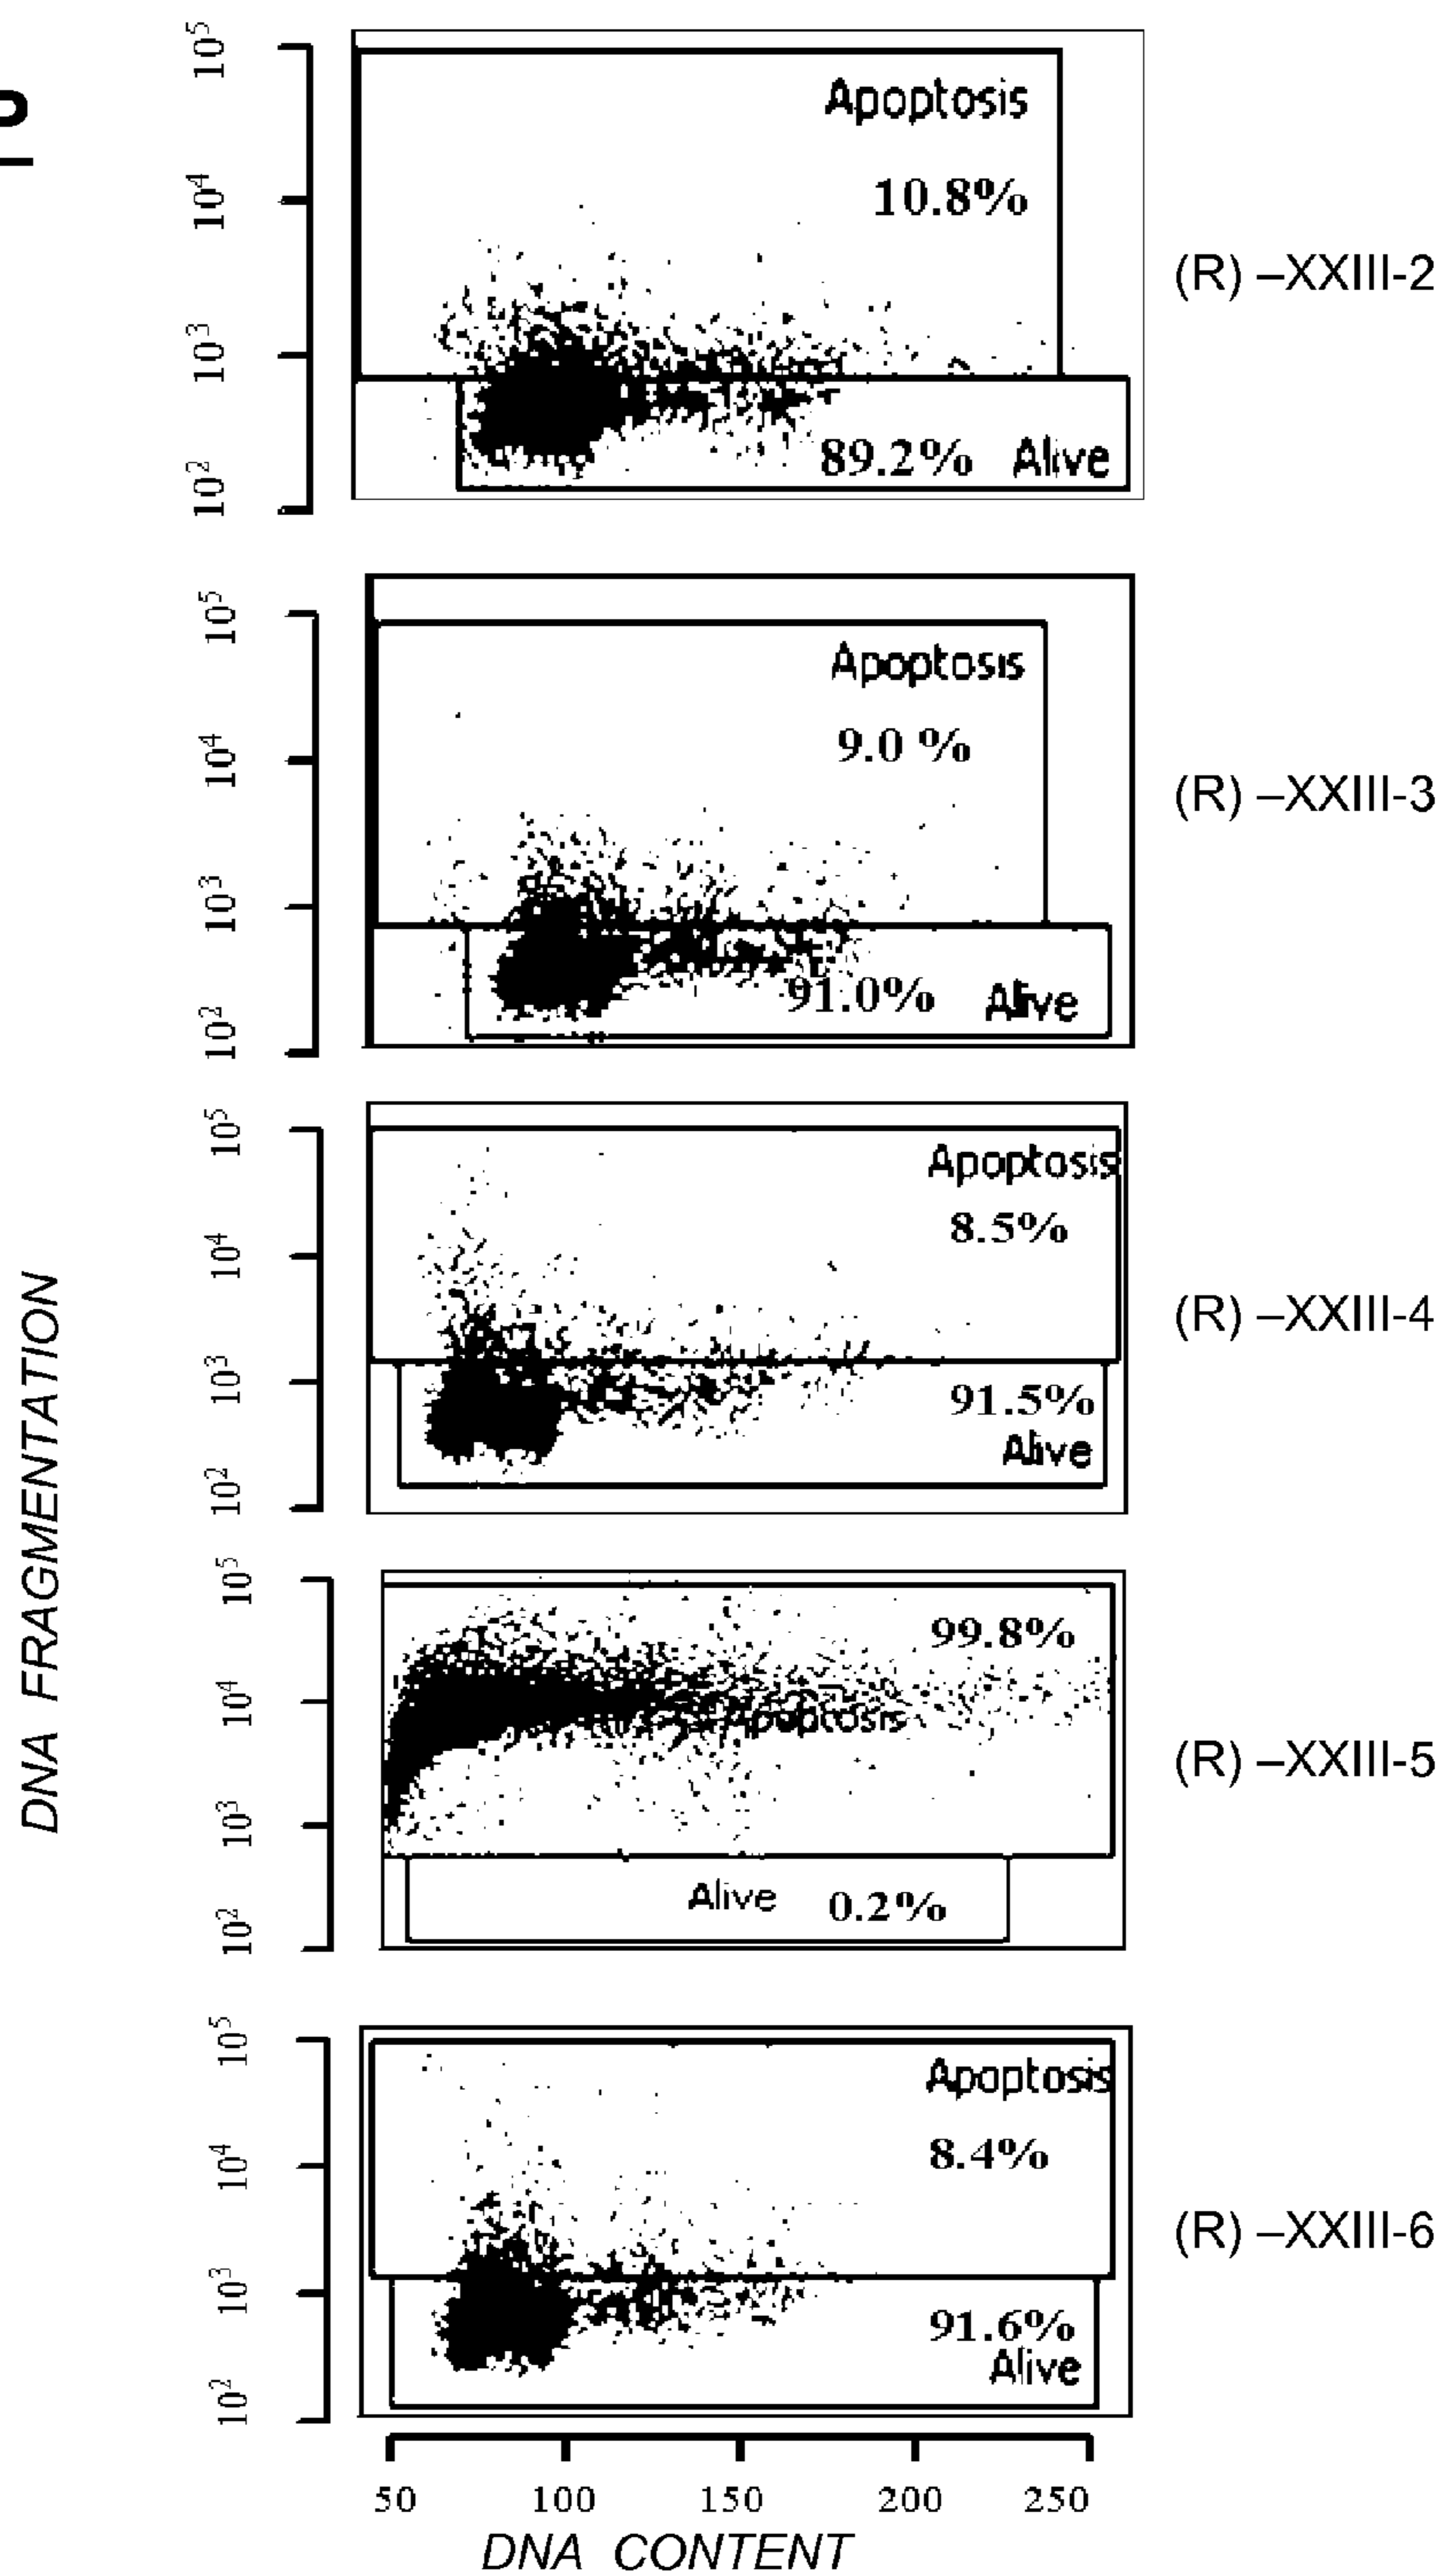 10⁵
Apoptosis
10⁴
10.8%
(R) –XXIII-2
10³
89.2% Alive
10²
10⁵
Apoptosis
10⁴
9.0 %
(R) –XXIII-3
10³
91.0% Alive
10²
10⁵
Apoptosis
10⁴
8.5%
(R) –XXIII-4
10³
91.5%
Alive
10²
DNA FRAGMENTATION
10⁵
99.8%
10⁴
Apoptosis
(R) –XXIII-5
10³
Alive 0.2%
10²
10⁵
Apoptosis
10⁴
8.4%
(R) –XXIII-6
10³
91.6%
Alive
10²
50 100 150 200 250
DNA CONTENT